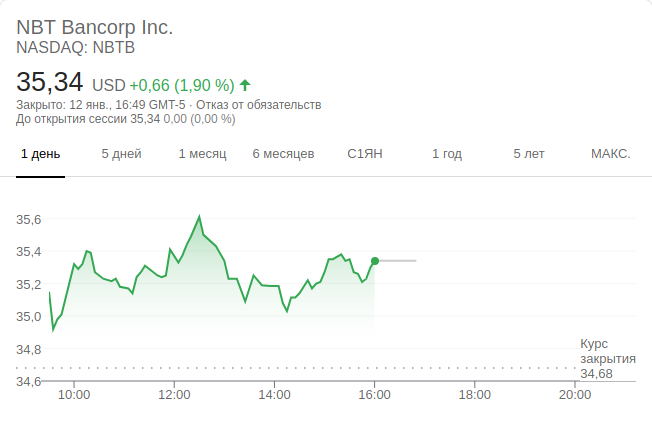 NBT Bancorp Inc.
NASDAQ: NBTB
35,34 USD +0,66 (1,90 %)
Закрыто: 12 янв., 16:49 GMT-5 · Отказ от обязательств
До открытия сессии 35,34 0,00 (0,00 %)
1 день 5 дней 1 месяц 6 месяцев С1ЯН 1 год 5 лет МАКС.
35,6
35,4
35,2
35,0
34,8
34,6
Курс
закрытия
34,68
10:00 12:00 14:00 16:00 18:00 20:00